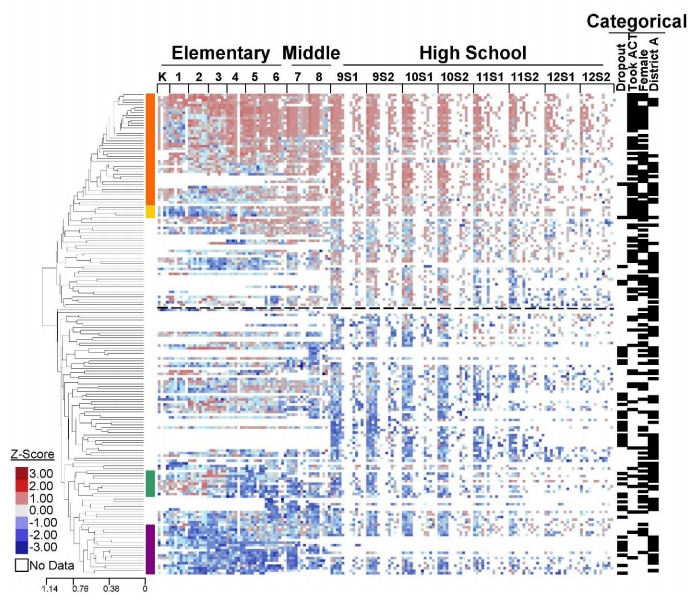 Categorical
Elementary Middle High School
K 1 2 3 4 5 6 7 8 9S1 9S2 10S1 10S2 11S1 11S2 12S1 12S2
Dropout
Took ACT
Female
District A
Z-Score
3.00
2.00
1.00
0.00
-1.00
-2.00
-3.00
No Data
1.14 0.76 0.38 0